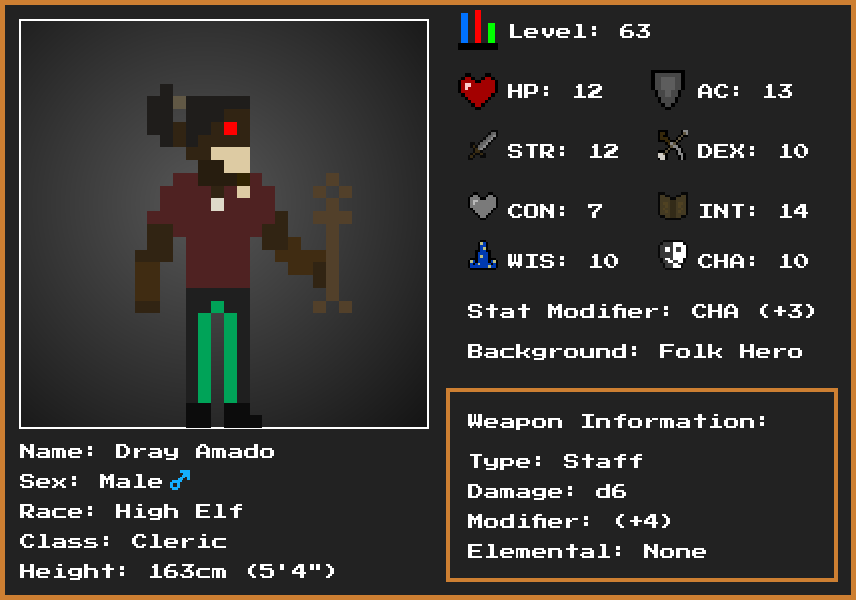 Level: 63
HP: 12 AC: 13
STR: 12 DEX: 10
CON: 7 INT: 14
WIS: 10 CHA: 10
Stat Modifier: CHA (+3)
Background: Folk Hero
Weapon Information:
Type: Staff
Damage: d6
Modifier: (+4)
Elemental: None
Name: Dray Amado
Sex: Male♂
Race: High Elf
Class: Cleric
Height: 163cm (5'4")